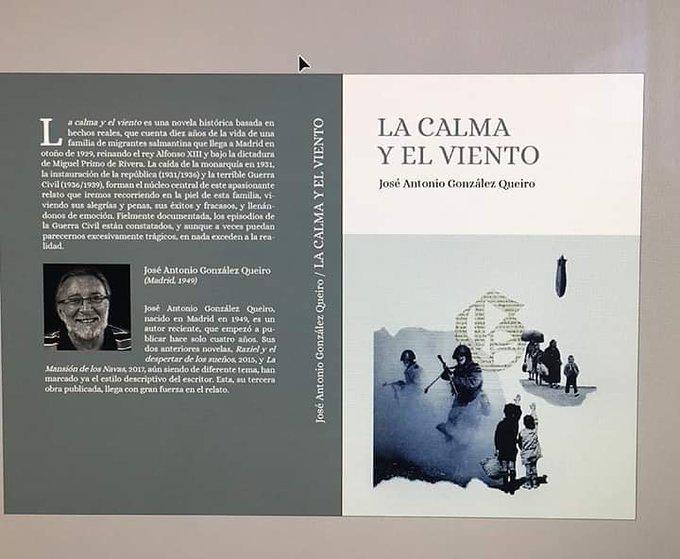 La calma y el viento es una novela histórica basada en
hechos reales, que cuenta diez años de la vida de una
familia de migrantes salmantina que llega a Madrid en
otoño de 1929, reinando el rey Alfonso XIII y bajo la dictadura
de Miguel Primo de Rivera. La caída de la monarquía en 1931,
la instauración de la república (1931/1936) y la terrible Guerra
Civil (1936/1939), forman el núcleo central de este apasionante
relato que iremos recorriendo en la piel de esta familia, vi-
viendo sus alegrías y penas, sus éxitos y fracasos, y llenán-
donos de emoción. Fielmente documentada, los episodios de
la Guerra Civil están constatados, y aunque a veces puedan
parecernos excesivamente trágicos, en nada exceden a la rea-
lidad.
José Antonio González Queiro
(Madrid, 1949)
José Antonio González Queiro,
nacido en Madrid en 1949, es un
autor reciente, que empezó a pu-
blicar hace solo cuatro años. Sus
dos anteriores novelas, Raziel y el
despertar de los sueños, 2015, y La
Mansión de los Navas, 2017, aún siendo de diferente tema, han
marcado ya el estilo descriptivo del escritor. Esta, su tercera
obra publicada, llega con gran fuerza en el relato.
José Antonio González Queiro / LA CALMA Y EL VIENTO
LA CALMA
Y EL VIENTO
José Antonio González Queiro